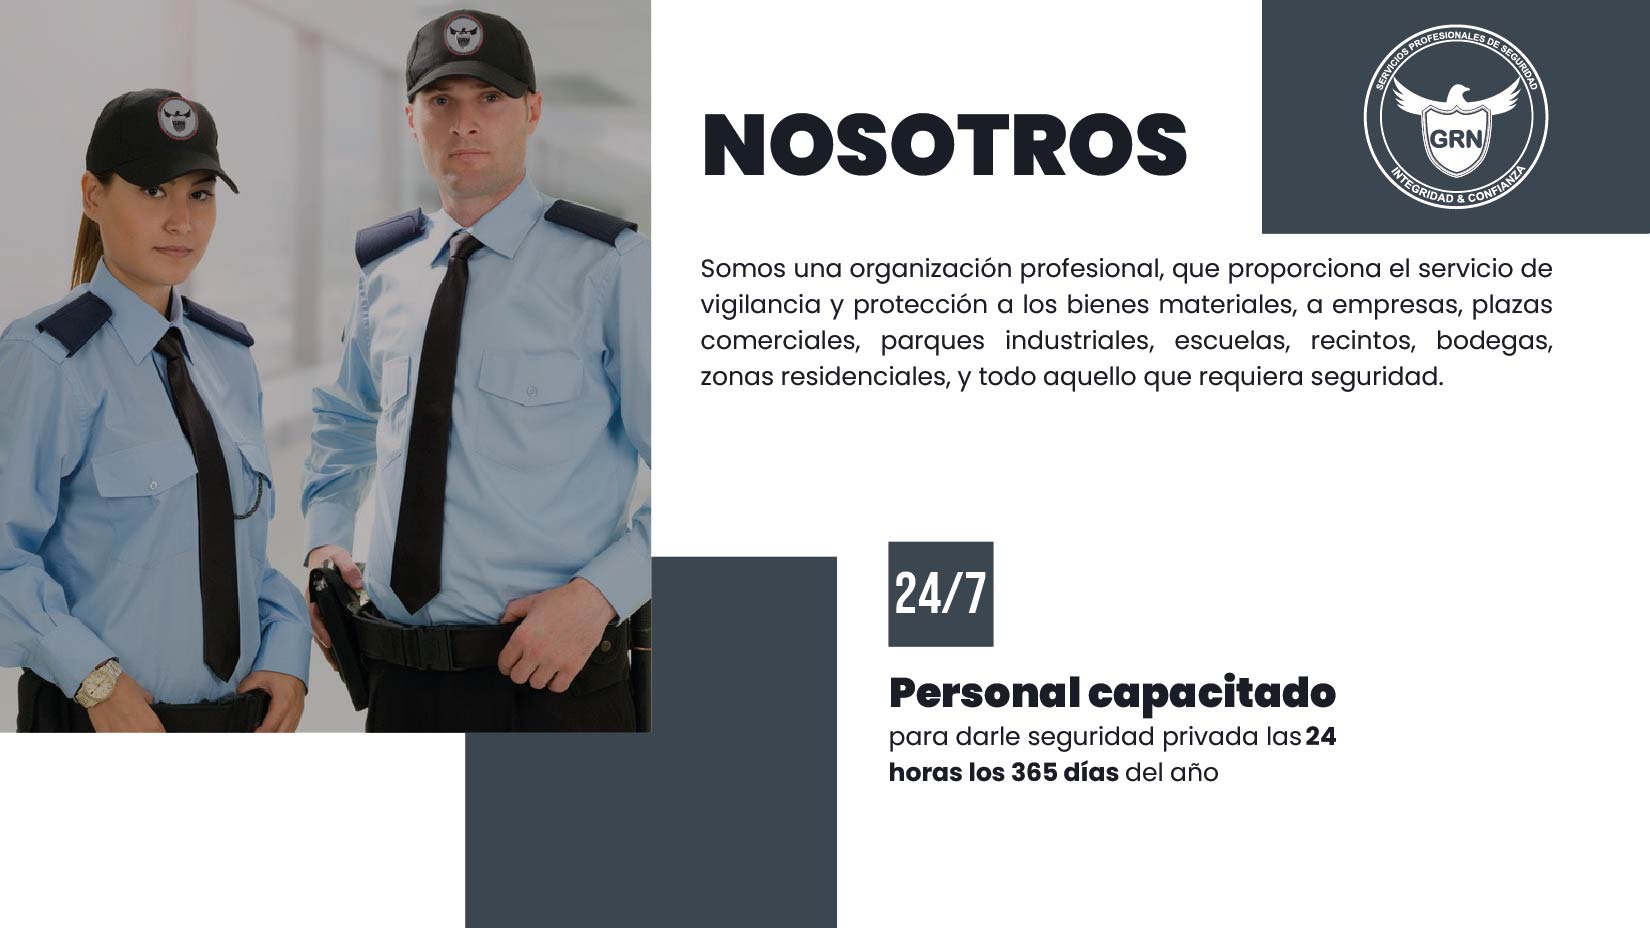 NOSOTROS
SERVICIOS PROFESIONALES DE SEGURIDAD
GRN
INTEGRIDAD & CONFIANZA
Somos una organización profesional, que proporciona el servicio de
vigilancia y protección a los bienes materiales, a empresas, plazas
comerciales, parques industriales, escuelas, recintos, bodegas,
zonas residenciales, y todo aquello que requiera seguridad.
24/7
Personal capacitado
para darle seguridad privada las 24
horas los 365 días del año